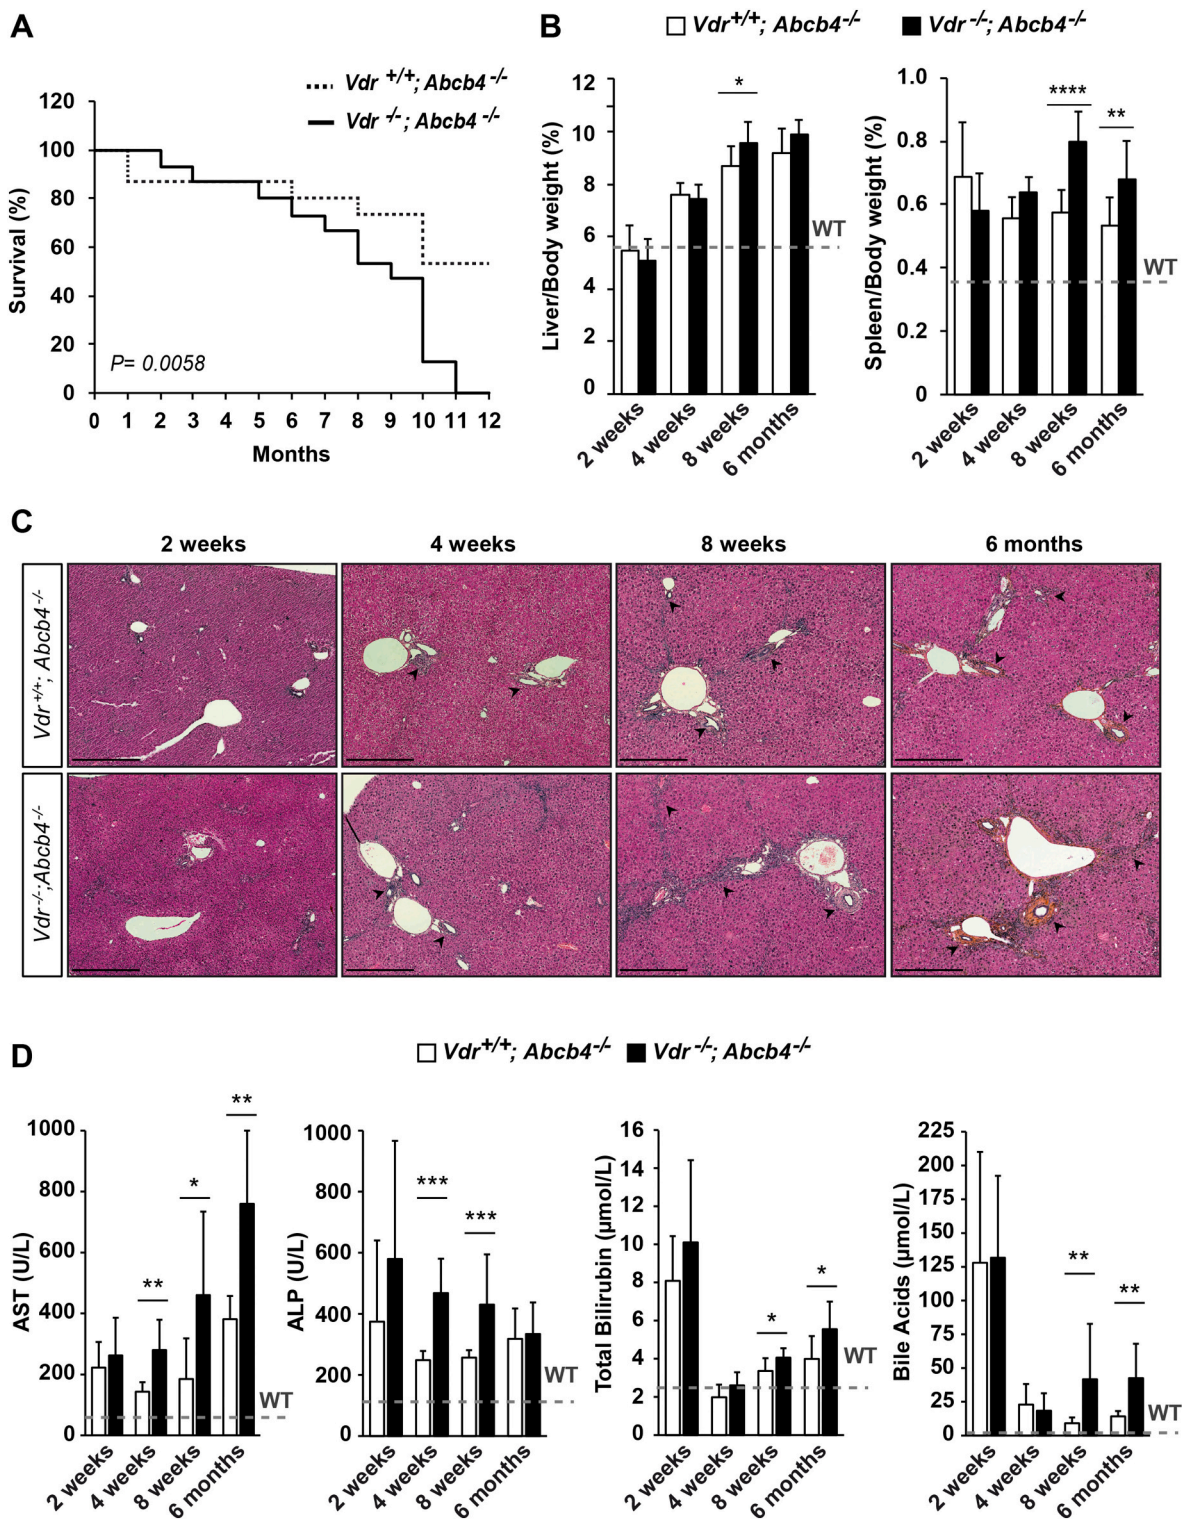 A
Vdr +/+; Abcb4 -/-
Vdr -/-; Abcb4 -/-
Survival (%)
120
100
80
60
40
20
0
P= 0.0058
0 1 2 3 4 5 6 7 8 9 10 11 12
Months
B
Vdr+/+; Abcb4-/-
Vdr -/-; Abcb4-/-
Liver/Body weight (%)
12
10
8
6
4
2
0
*
WT
2 weeks
4 weeks
8 weeks
6 months
Spleen/Body weight (%)
1.0
0.8
0.6
0.4
0.2
0
****
**
WT
2 weeks
4 weeks
8 weeks
6 months
C
2 weeks 4 weeks 8 weeks 6 months
Vdr+/+; Abcb4-/-
Vdr-/-;Abcb4-/-
D
Vdr+/+; Abcb4-/-
Vdr -/-; Abcb4-/-
AST (U/L)
1000
800
600
400
200
0
**
*
**
WT
2 weeks
4 weeks
8 weeks
6 months
ALP (U/L)
1000
800
600
400
200
0
***
***
WT
2 weeks
4 weeks
8 weeks
6 months
Total Bilirubin (µmol/L)
16
14
12
10
8
6
4
2
0
*
*
WT
2 weeks
4 weeks
8 weeks
6 months
Bile Acids (µmol/L)
225
200
175
150
125
100
75
50
25
0
**
**
WT
2 weeks
4 weeks
8 weeks
6 months